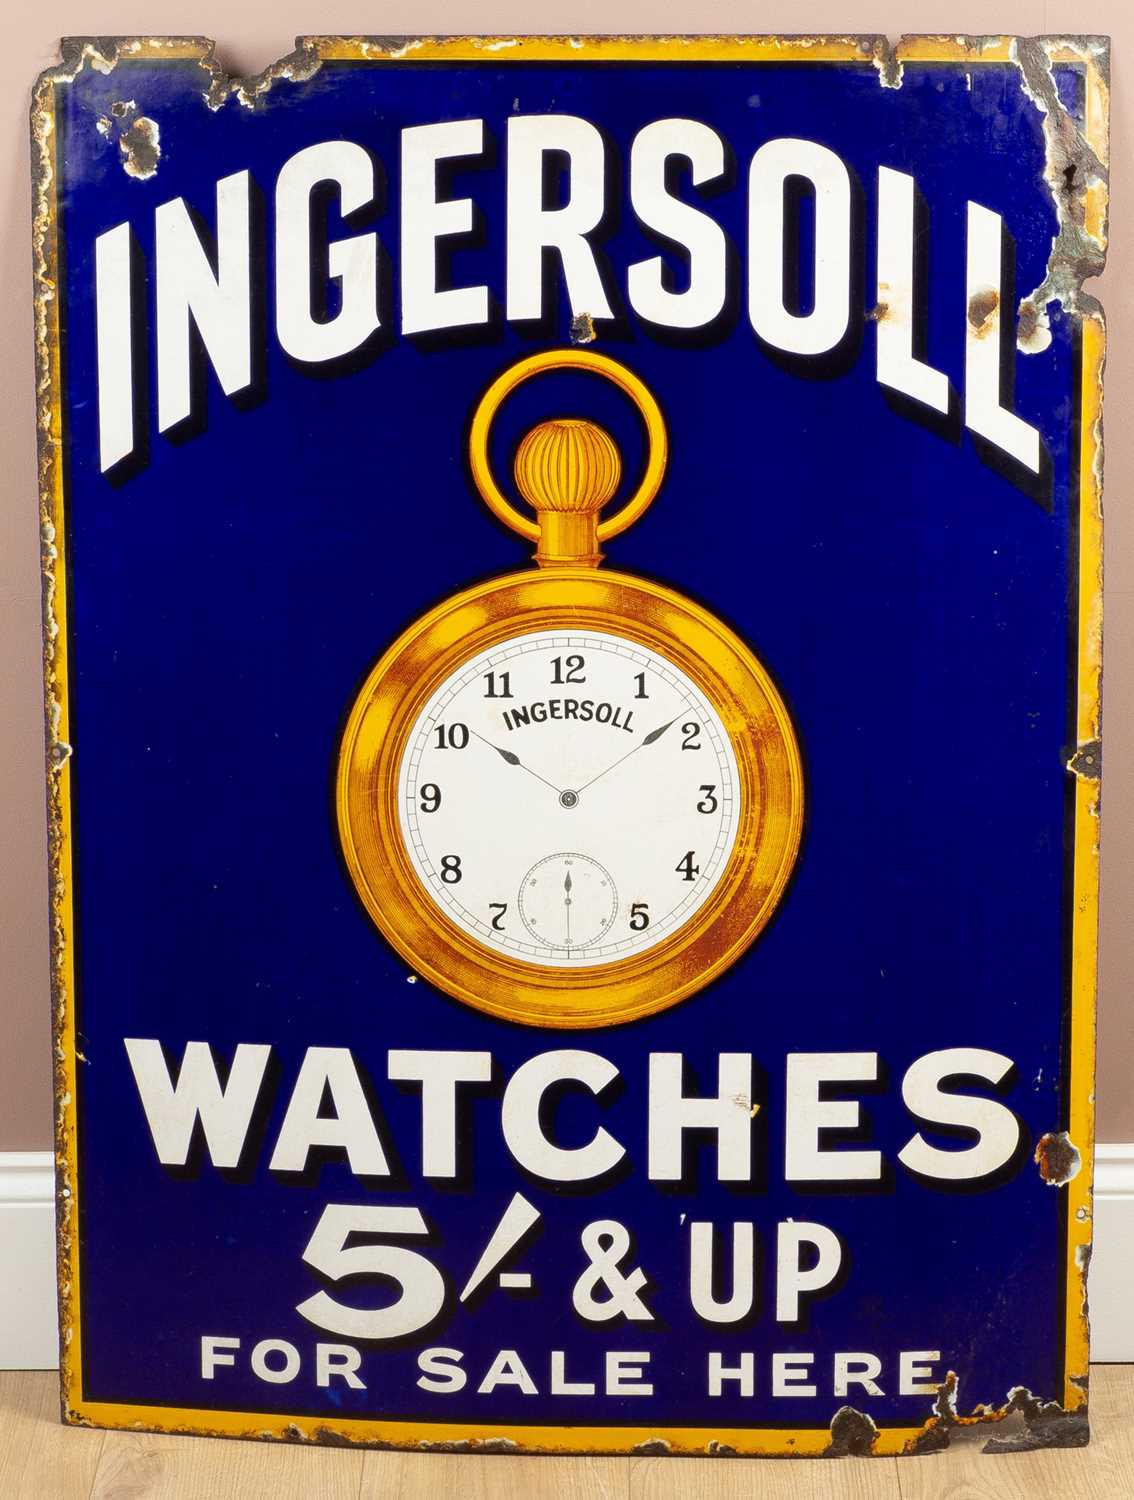 INGERSOLL
12
11 1
INGERSOLL
10 2
9 3
8 4
60
7 5
WATCHES
5/- & UP
FOR SALE HERE